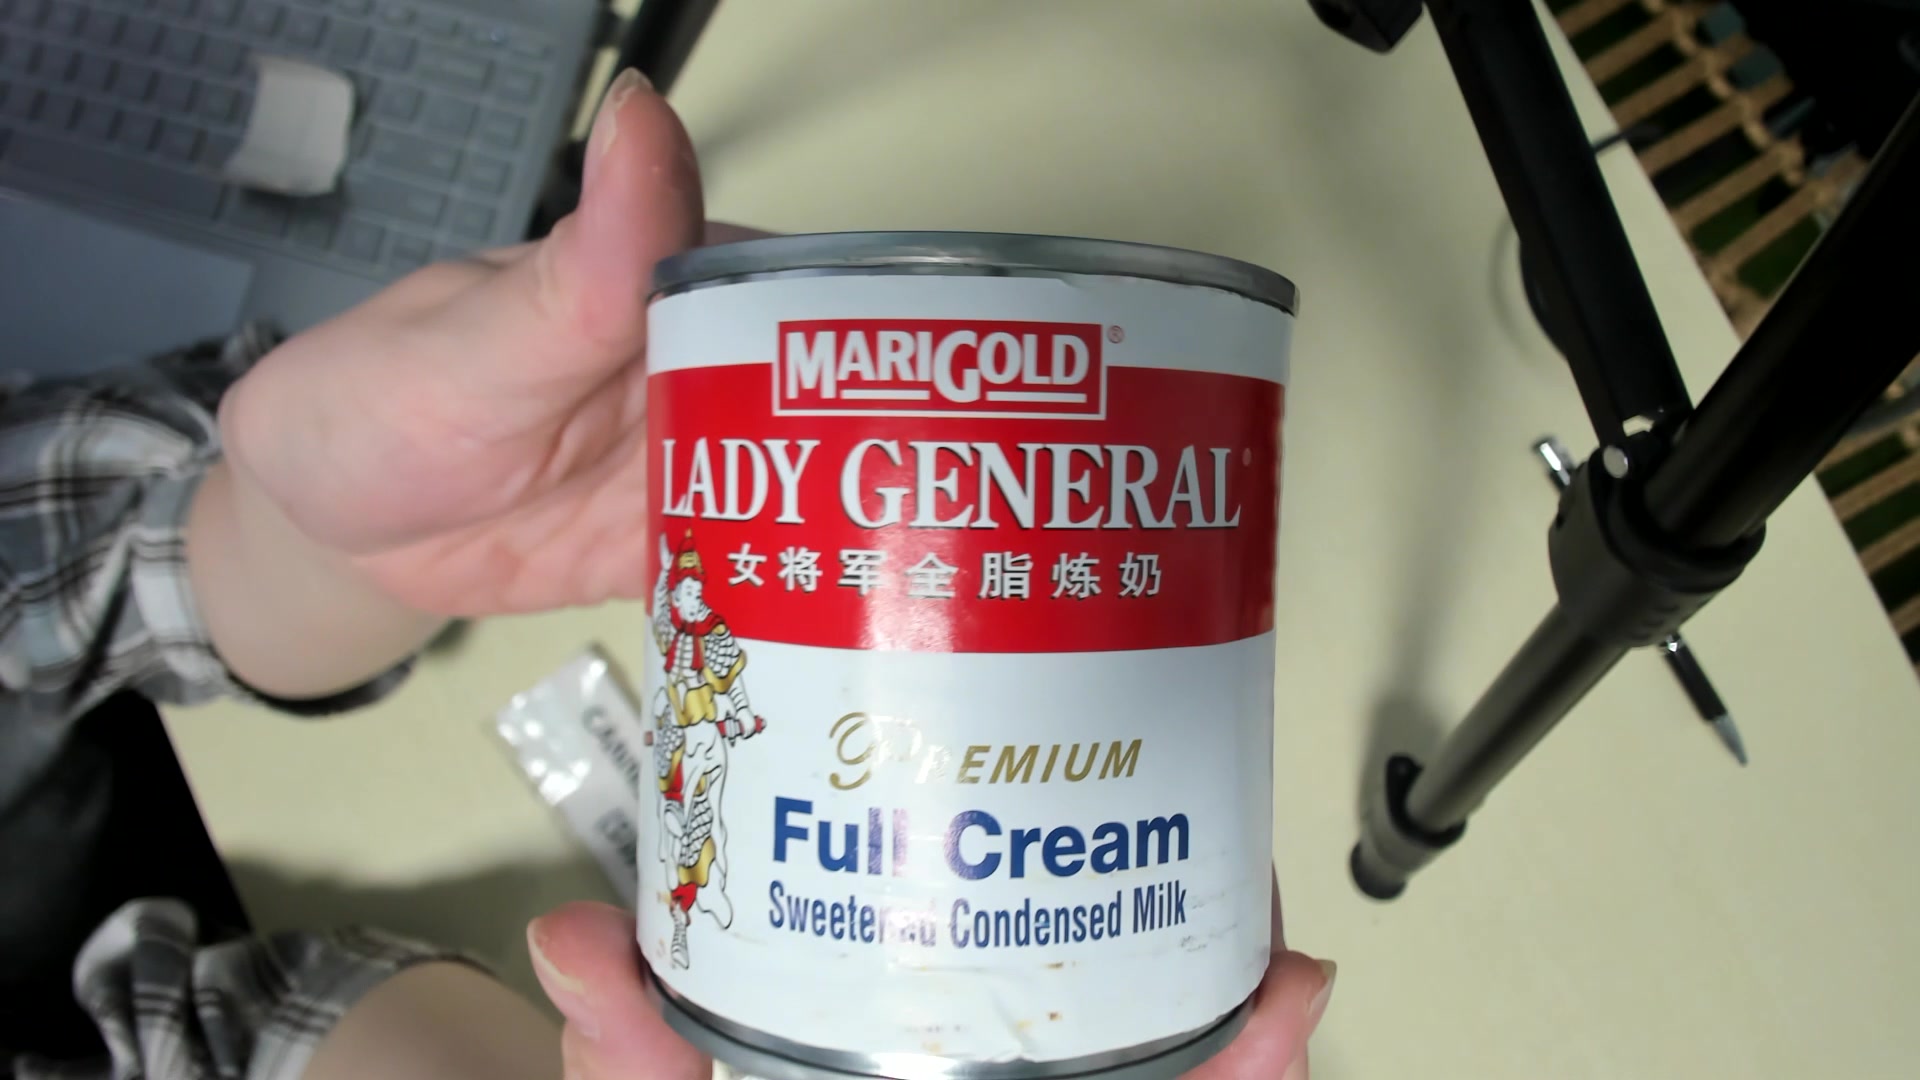 MARIGOLD®
LADY GENERAL®
女将军全脂炼奶
PREMIUM
Full Cream
Sweetened Condensed Milk